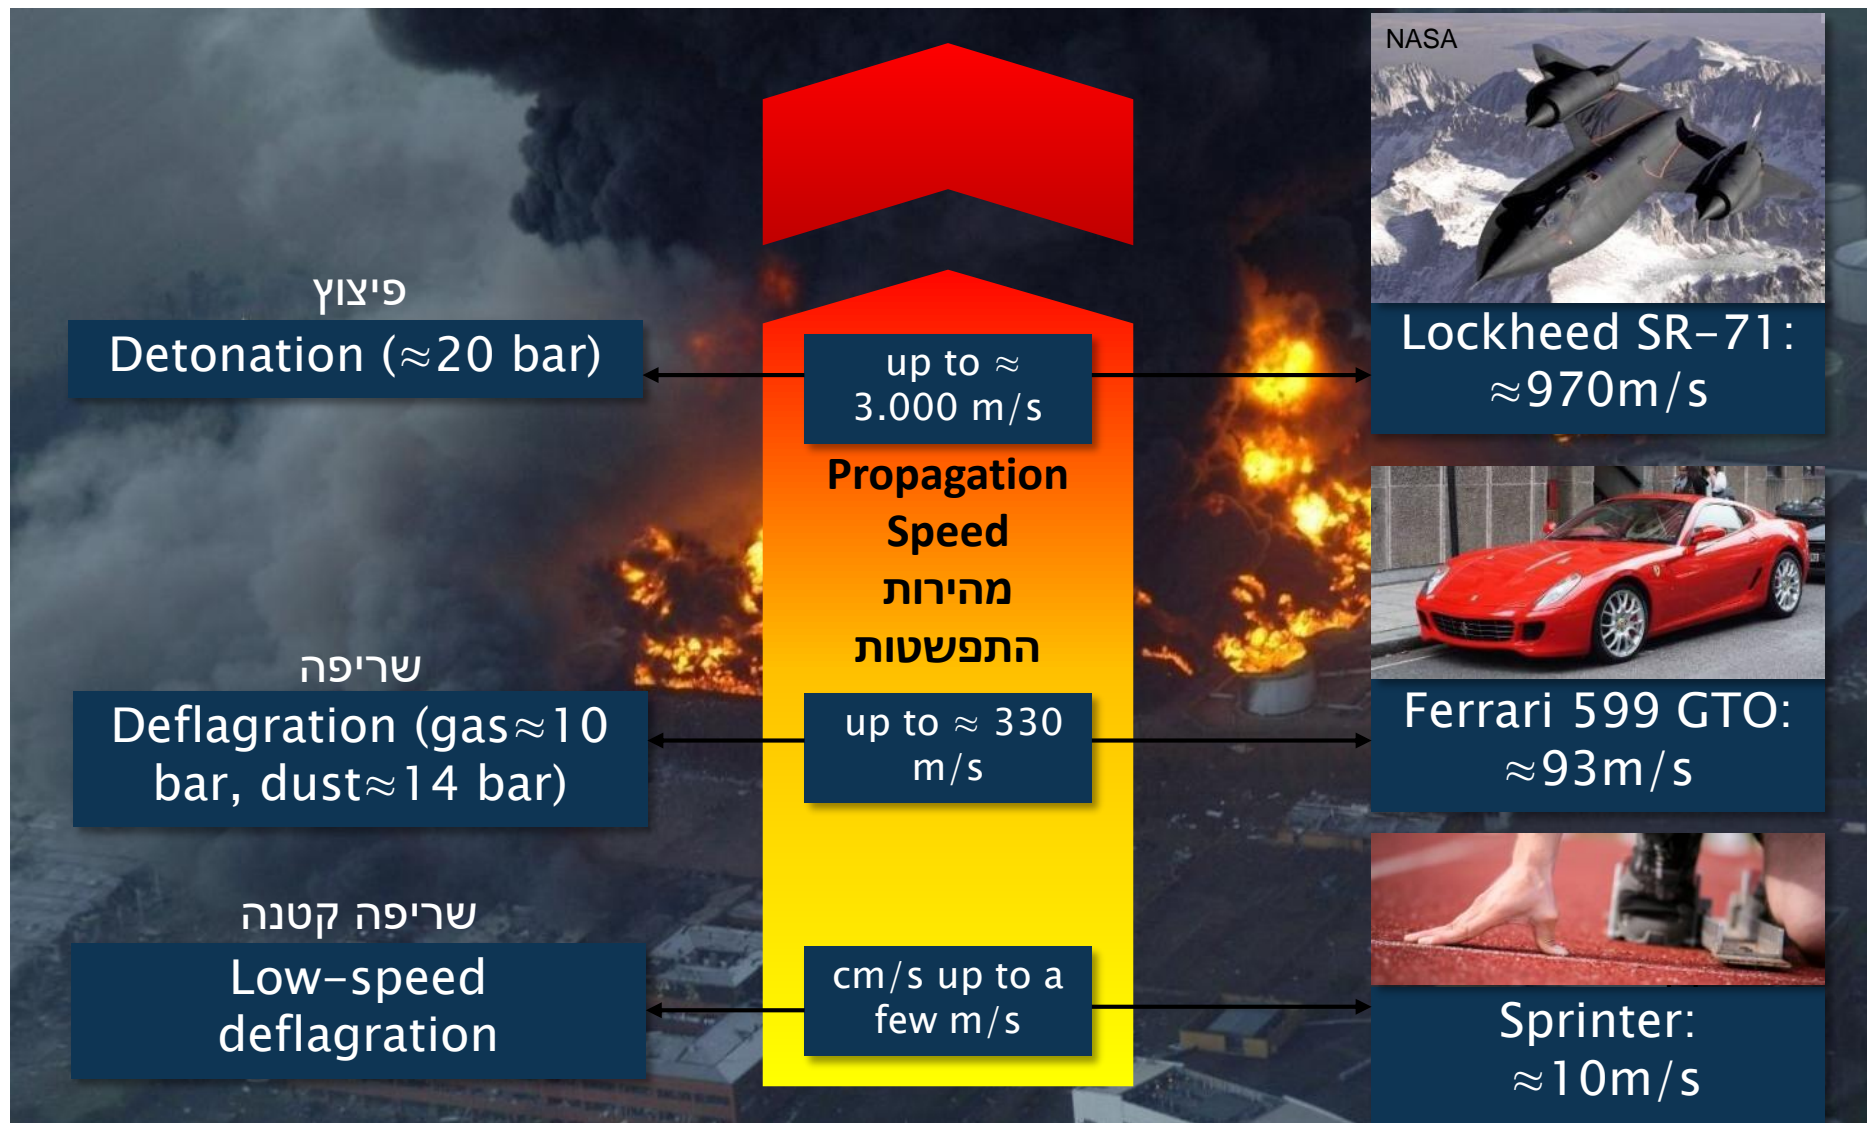 NASA
פיצוץ
Detonation (≈20 bar)
up to ≈
3.000 m/s
Lockheed SR-71:
≈970m/s
Propagation
Speed
מהירות
התפשטות
שריפה
Deflagration (gas≈10
bar, dust≈14 bar)
up to ≈ 330
m/s
Ferrari 599 GTO:
≈93m/s
שריפה קטנה
Low-speed
deflagration
cm/s up to a
few m/s
Sprinter:
≈10m/s